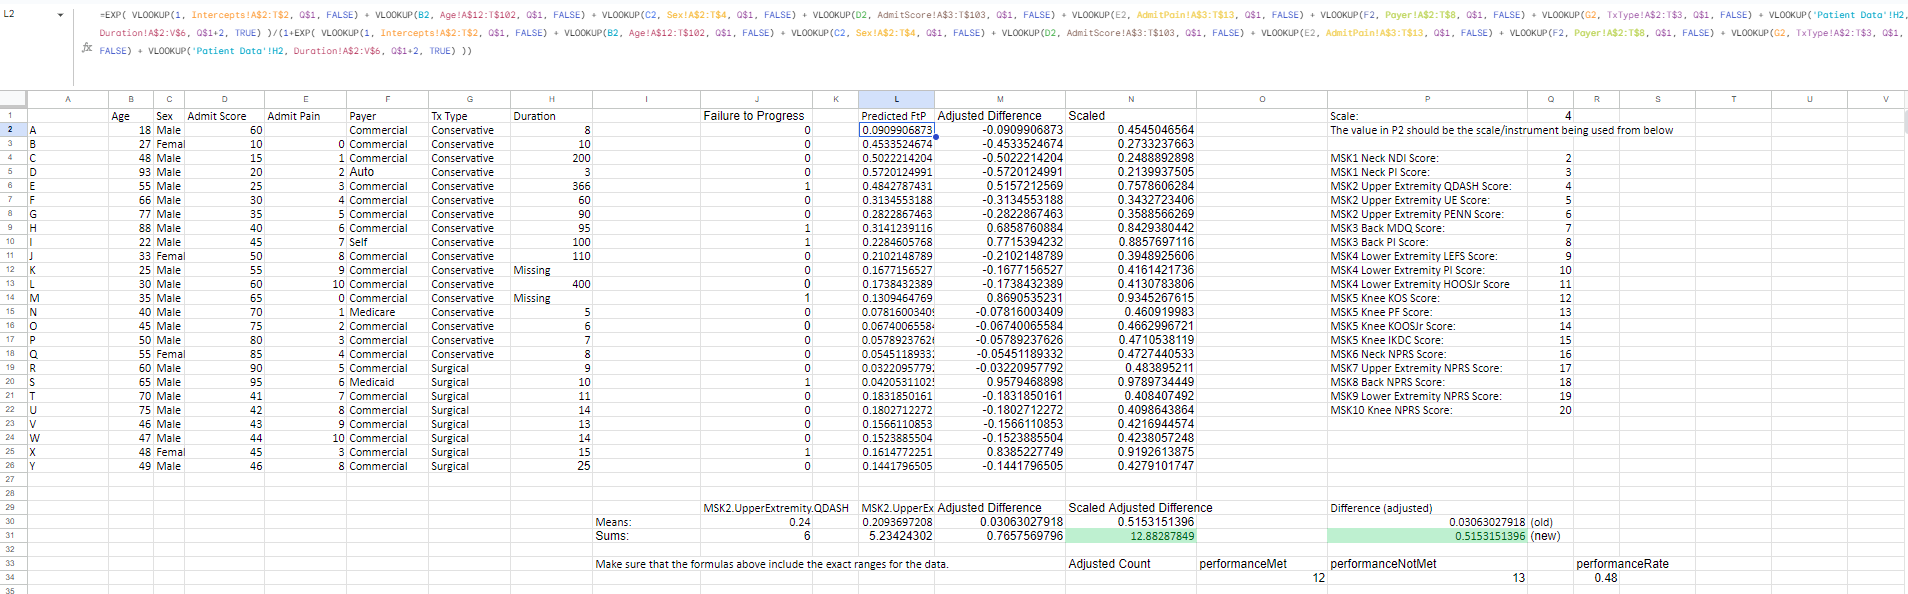 L2
=EXP( VLOOKUP(1, Intercepts!A$2:T$2, Q$1, FALSE) + VLOOKUP(B2, Age!A$12:T$102, Q$1, FALSE) + VLOOKUP(C2, Sex!A$2:T$4, Q$1, FALSE) + VLOOKUP(D2, AdmitScore!A$3:T$103, Q$1, FALSE) + VLOOKUP(E2, AdmitPain!A$3:T$13, Q$1, FALSE) + VLOOKUP(F2, Payer!A$2:T$8, Q$1, FALSE) + VLOOKUP(G2, TxType!A$2:T$3, Q$1, FALSE) + VLOOKUP('Patient Data'!H2,
Duration!A$2:V$6, Q$1+2, TRUE) )/(1+EXP( VLOOKUP(1, Intercepts!A$2:T$2, Q$1, FALSE) + VLOOKUP(B2, Age!A$12:T$102, Q$1, FALSE) + VLOOKUP(C2, Sex!A$2:T$4, Q$1, FALSE) + VLOOKUP(D2, AdmitScore!A$3:T$103, Q$1, FALSE) + VLOOKUP(E2, AdmitPain!A$3:T$13, Q$1, FALSE) + VLOOKUP(F2, Payer!A$2:T$8, Q$1, FALSE) + VLOOKUP(G2, TxType!A$2:T$3, Q$1,
fx FALSE) + VLOOKUP('Patient Data'!H2, Duration!A$2:V$6, Q$1+2, TRUE) ))
A B C D E F G H I J K L M N O P Q R S T U V
1 Age Sex Admit Score Admit Pain Payer Tx Type Duration Failure to Progress Predicted FtP Adjusted Difference Scaled Scale: 4
2 A 18 Male 60 Commercial Conservative 8 0 0.0909906873 -0.0909906873 0.4545046564 The value in P2 should be the scale/instrument being used from below
3 B 27 Femal 10 0 Commercial Conservative 10 0 0.4533524674 -0.4533524674 0.2733237663
4 C 48 Male 15 1 Commercial Conservative 200 0 0.5022214204 -0.5022214204 0.2488892898 MSK1 Neck NDI Score: 2
5 D 93 Male 20 2 Auto Conservative 3 0 0.5720124991 -0.5720124991 0.2139937505 MSK1 Neck PI Score: 3
6 E 55 Male 25 3 Commercial Conservative 366 1 0.4842787431 0.5157212569 0.7578606284 MSK2 Upper Extremity QDASH Score: 4
7 F 66 Male 30 4 Commercial Conservative 60 0 0.3134553188 -0.3134553188 0.3432723406 MSK2 Upper Extremity UE Score: 5
8 G 77 Male 35 5 Commercial Conservative 90 0 0.2822867463 -0.2822867463 0.3588566269 MSK2 Upper Extremity PENN Score: 6
9 H 88 Male 40 6 Commercial Conservative 95 1 0.3141239116 0.6858760884 0.8429380442 MSK3 Back MDQ Score: 7
10 I 22 Male 45 7 Self Conservative 100 1 0.2284605768 0.7715394232 0.8857697116 MSK3 Back PI Score: 8
11 J 33 Femal 50 8 Commercial Conservative 110 0 0.2102148789 -0.2102148789 0.3948925606 MSK4 Lower Extremity LEFS Score: 9
12 K 25 Male 55 9 Commercial Conservative Missing 0 0.1677156527 -0.1677156527 0.4161421736 MSK4 Lower Extremity PI Score: 10
13 L 30 Male 60 10 Commercial Conservative 400 0 0.1738432389 -0.1738432389 0.4130783806 MSK4 Lower Extremity HOOSJr Score 11
14 M 35 Male 65 0 Commercial Conservative Missing 1 0.1309464769 0.8690535231 0.9345267615 MSK5 Knee KOS Score: 12
15 N 40 Male 70 1 Medicare Conservative 5 0 0.0781600340 -0.07816003409 0.460919983 MSK5 Knee PF Score: 13
16 O 45 Male 75 2 Commercial Conservative 6 0 0.0674006558 -0.06740065584 0.4662996721 MSK5 Knee KOOSJr Score: 14
17 P 50 Male 80 3 Commercial Conservative 7 0 0.0578923762 -0.05789237626 0.4710538119 MSK5 Knee IKDC Score: 15
18 Q 55 Femal 85 4 Commercial Conservative 8 0 0.0545118933 -0.05451189332 0.4727440533 MSK6 Neck NPRS Score: 16
19 R 60 Male 90 5 Commercial Surgical 9 0 0.0322095779 -0.03220957792 0.483895211 MSK7 Upper Extremity NPRS Score: 17
20 S 65 Male 95 6 Medicaid Surgical 10 1 0.0420531102 0.9579468898 0.9789734449 MSK8 Back NPRS Score: 18
21 T 70 Male 41 7 Commercial Surgical 11 0 0.1831850161 -0.1831850161 0.408407492 MSK9 Lower Extremity NPRS Score: 19
22 U 75 Male 42 8 Commercial Surgical 14 0 0.1802712272 -0.1802712272 0.4098643864 MSK10 Knee NPRS Score: 20
23 V 46 Male 43 9 Commercial Surgical 13 0 0.1566110853 -0.1566110853 0.4216944574
24 W 47 Male 44 10 Commercial Surgical 14 0 0.1523885504 -0.1523885504 0.4238057248
25 X 48 Femal 45 3 Commercial Surgical 15 1 0.1614772251 0.8385227749 0.9192613875
26 Y 49 Male 46 8 Commercial Surgical 25 0 0.1441796505 -0.1441796505 0.4279101747
27
28
29 MSK2.UpperExtremity.QDASH MSK2.UpperEx Adjusted Difference Scaled Adjusted Difference Difference (adjusted)
30 Means: 0.24 0.2093697208 0.03063027918 0.5153151396 0.03063027918 (old)
31 Sums: 6 5.23424302 0.7657569796 12.88287849 0.5153151396 (new)
32
33 Make sure that the formulas above include the exact ranges for the data. Adjusted Count performanceMet performanceNotMet performanceRate
34 12 13 0.48
35